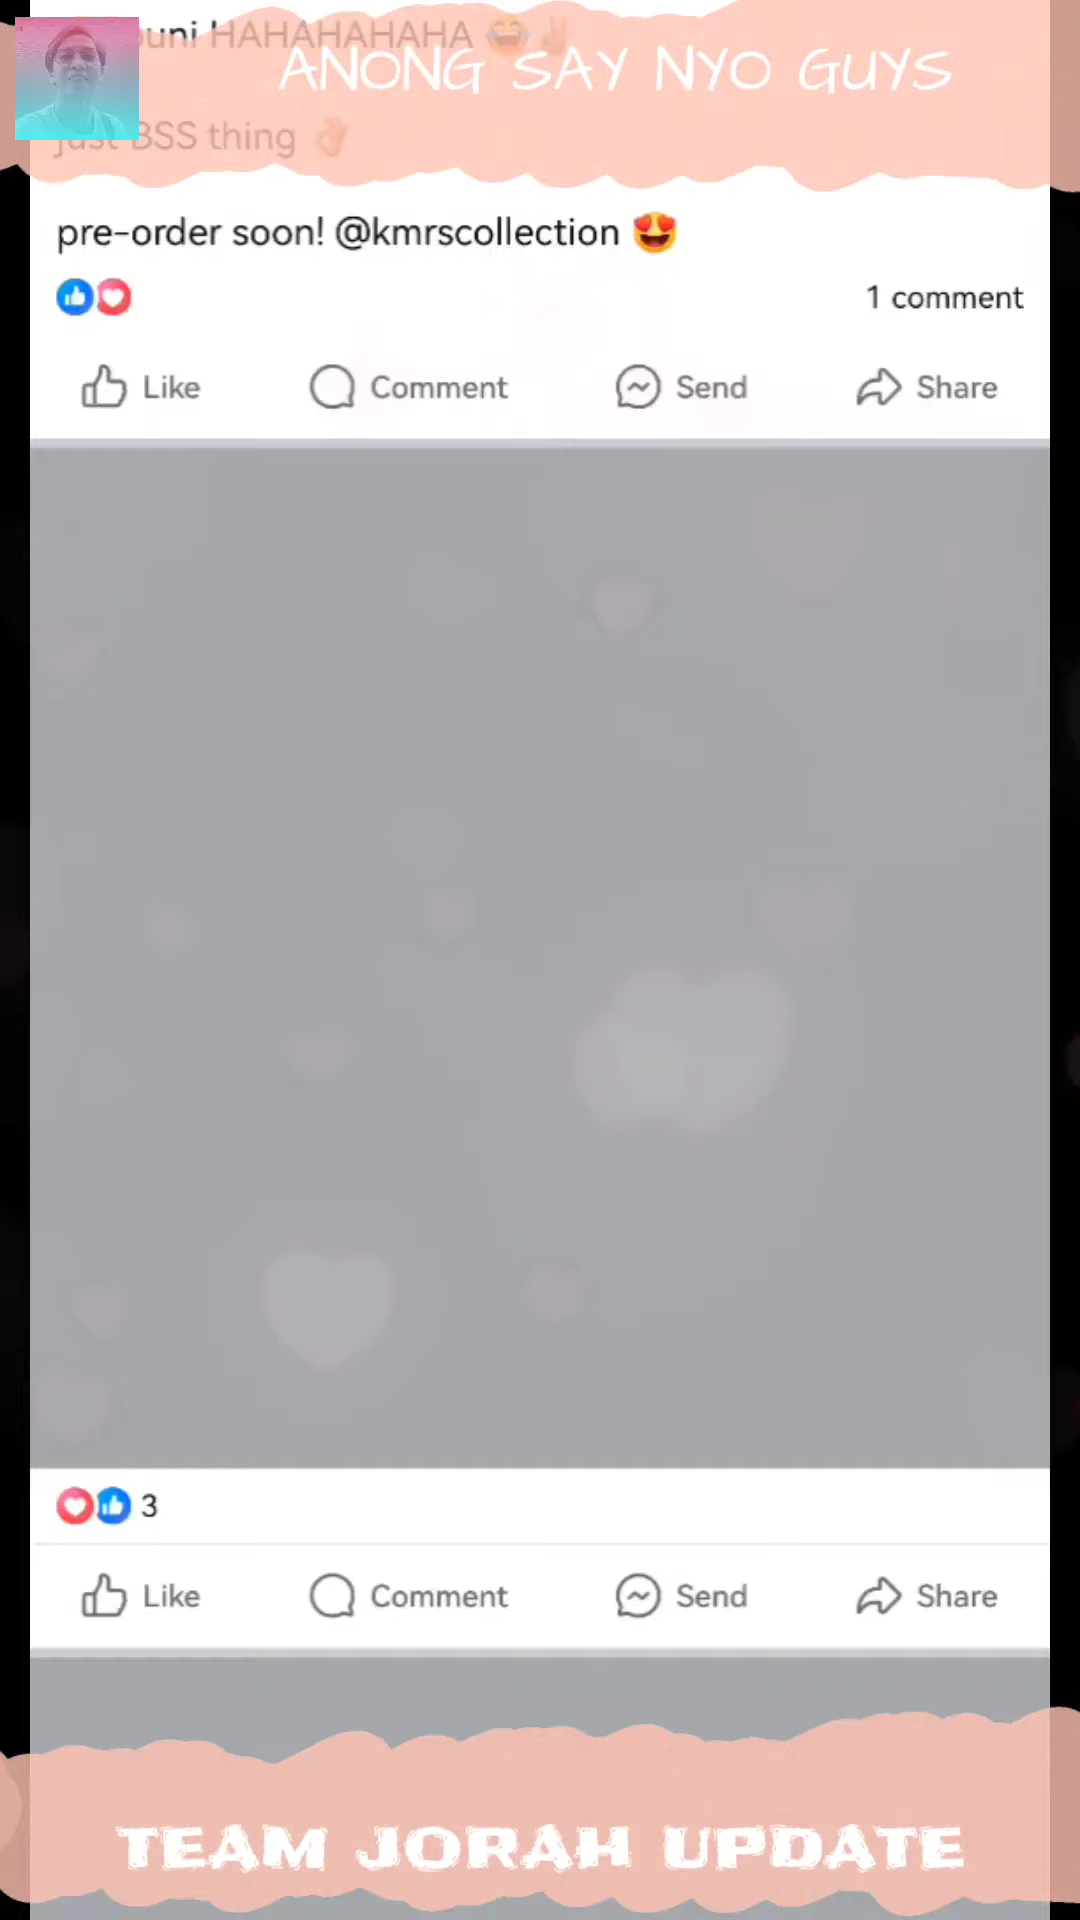 HAHAHAHAHA 😂✌
ANONG SAY NYO GUYS
just BSS thing 👌
pre-order soon! @kmrscollection 😍
1 comment
Like Comment Send Share
3
Like Comment Send Share
TEAM JORAH UPDATE